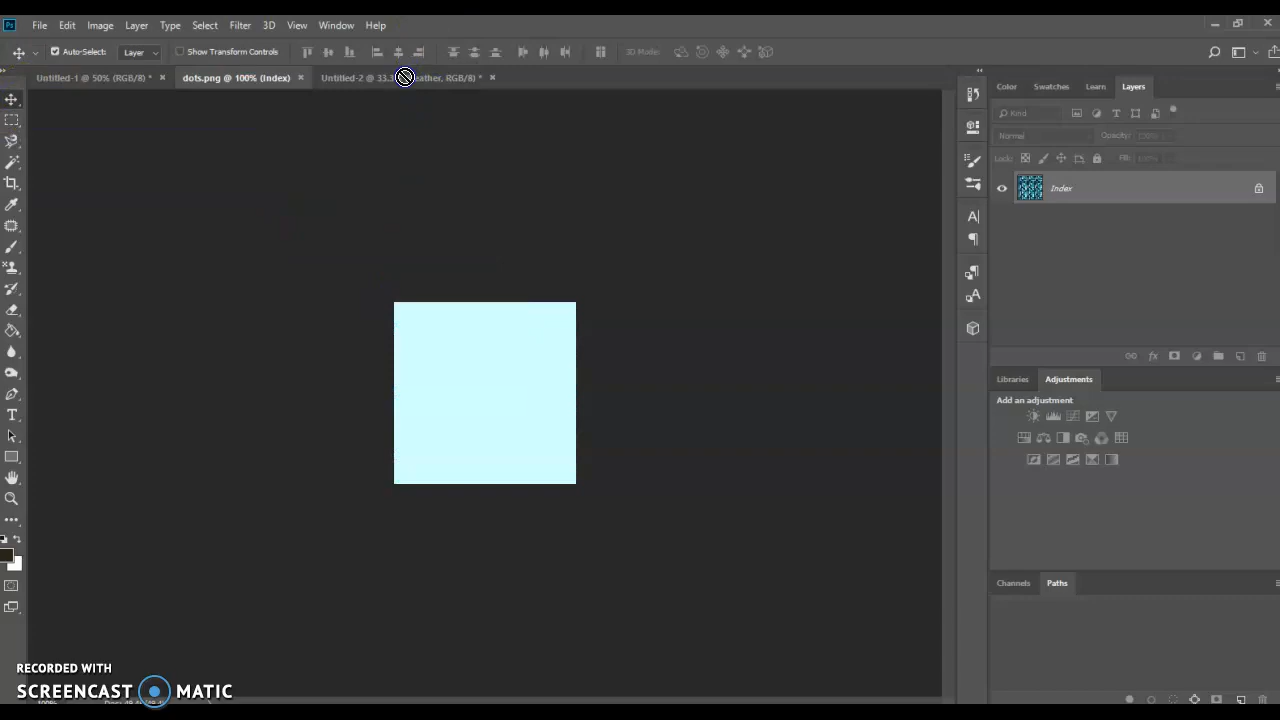 File Edit Image Layer Type Select Filter 3D View Window Help
Auto-Select: Layer Show Transform Controls 3D Mode:
Untitled-1 @ 50% (RGB/8) * dots.png @ 100% (Index) Untitled-2 @ 33.3 eather, RGB/8) *
Color Swatches Learn Layers
Kind
Normal Opacity:
Lock: Fill:
Index
Libraries Adjustments
Add an adjustment
Channels Paths
RECORDED WITH
SCREENCAST MATIC